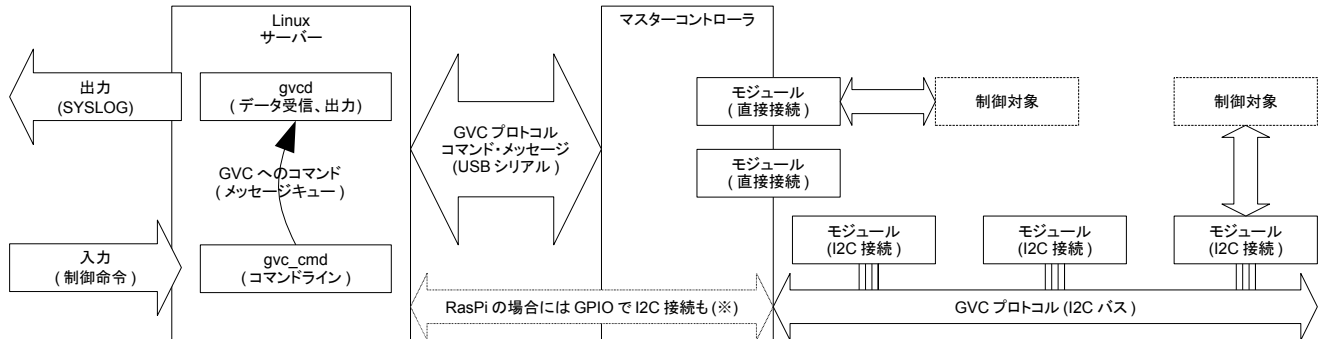 Linux
サーバー
マスターコントローラ
出力
(SYSLOG)
gvcd
( データ受信、出力 )
GVC へのコマンド
( メッセージキュー )
入力
( 制御命令 )
gvc_cmd
( コマンドライン )
GVC プロトコル
コマンド・メッセージ
(USB シリアル )
モジュール
( 直接接続 )
モジュール
( 直接接続 )
制御対象
制御対象
モジュール
(I2C 接続 )
モジュール
(I2C 接続 )
モジュール
(I2C 接続 )
RasPi の場合には GPIO で I2C 接続も (※)
GVC プロトコル (I2C バス )